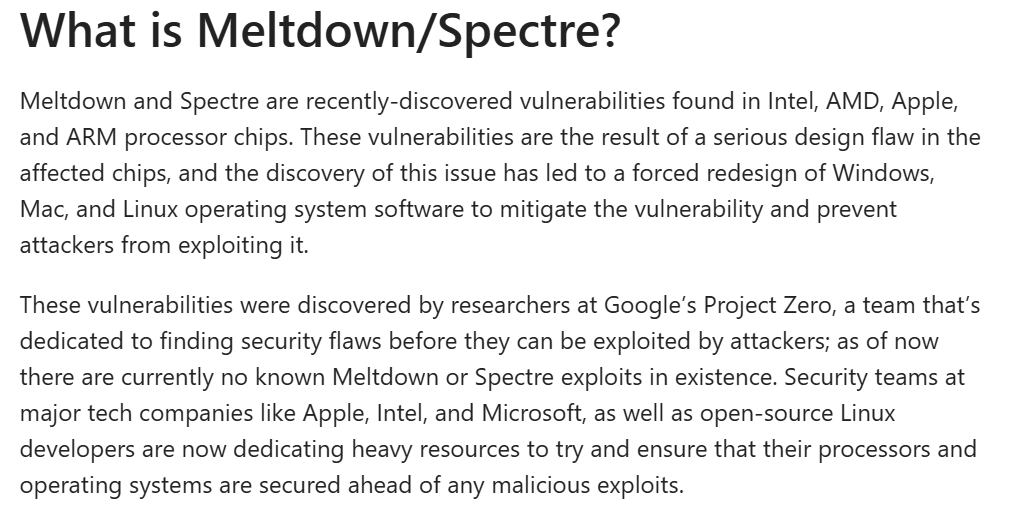 What is Meltdown/Spectre?
Meltdown and Spectre are recently-discovered vulnerabilities found in Intel, AMD, Apple,
and ARM processor chips. These vulnerabilities are the result of a serious design flaw in the
affected chips, and the discovery of this issue has led to a forced redesign of Windows,
Mac, and Linux operating system software to mitigate the vulnerability and prevent
attackers from exploiting it.
These vulnerabilities were discovered by researchers at Google’s Project Zero, a team that’s
dedicated to finding security flaws before they can be exploited by attackers; as of now
there are currently no known Meltdown or Spectre exploits in existence. Security teams at
major tech companies like Apple, Intel, and Microsoft, as well as open-source Linux
developers are now dedicating heavy resources to try and ensure that their processors and
operating systems are secured ahead of any malicious exploits.